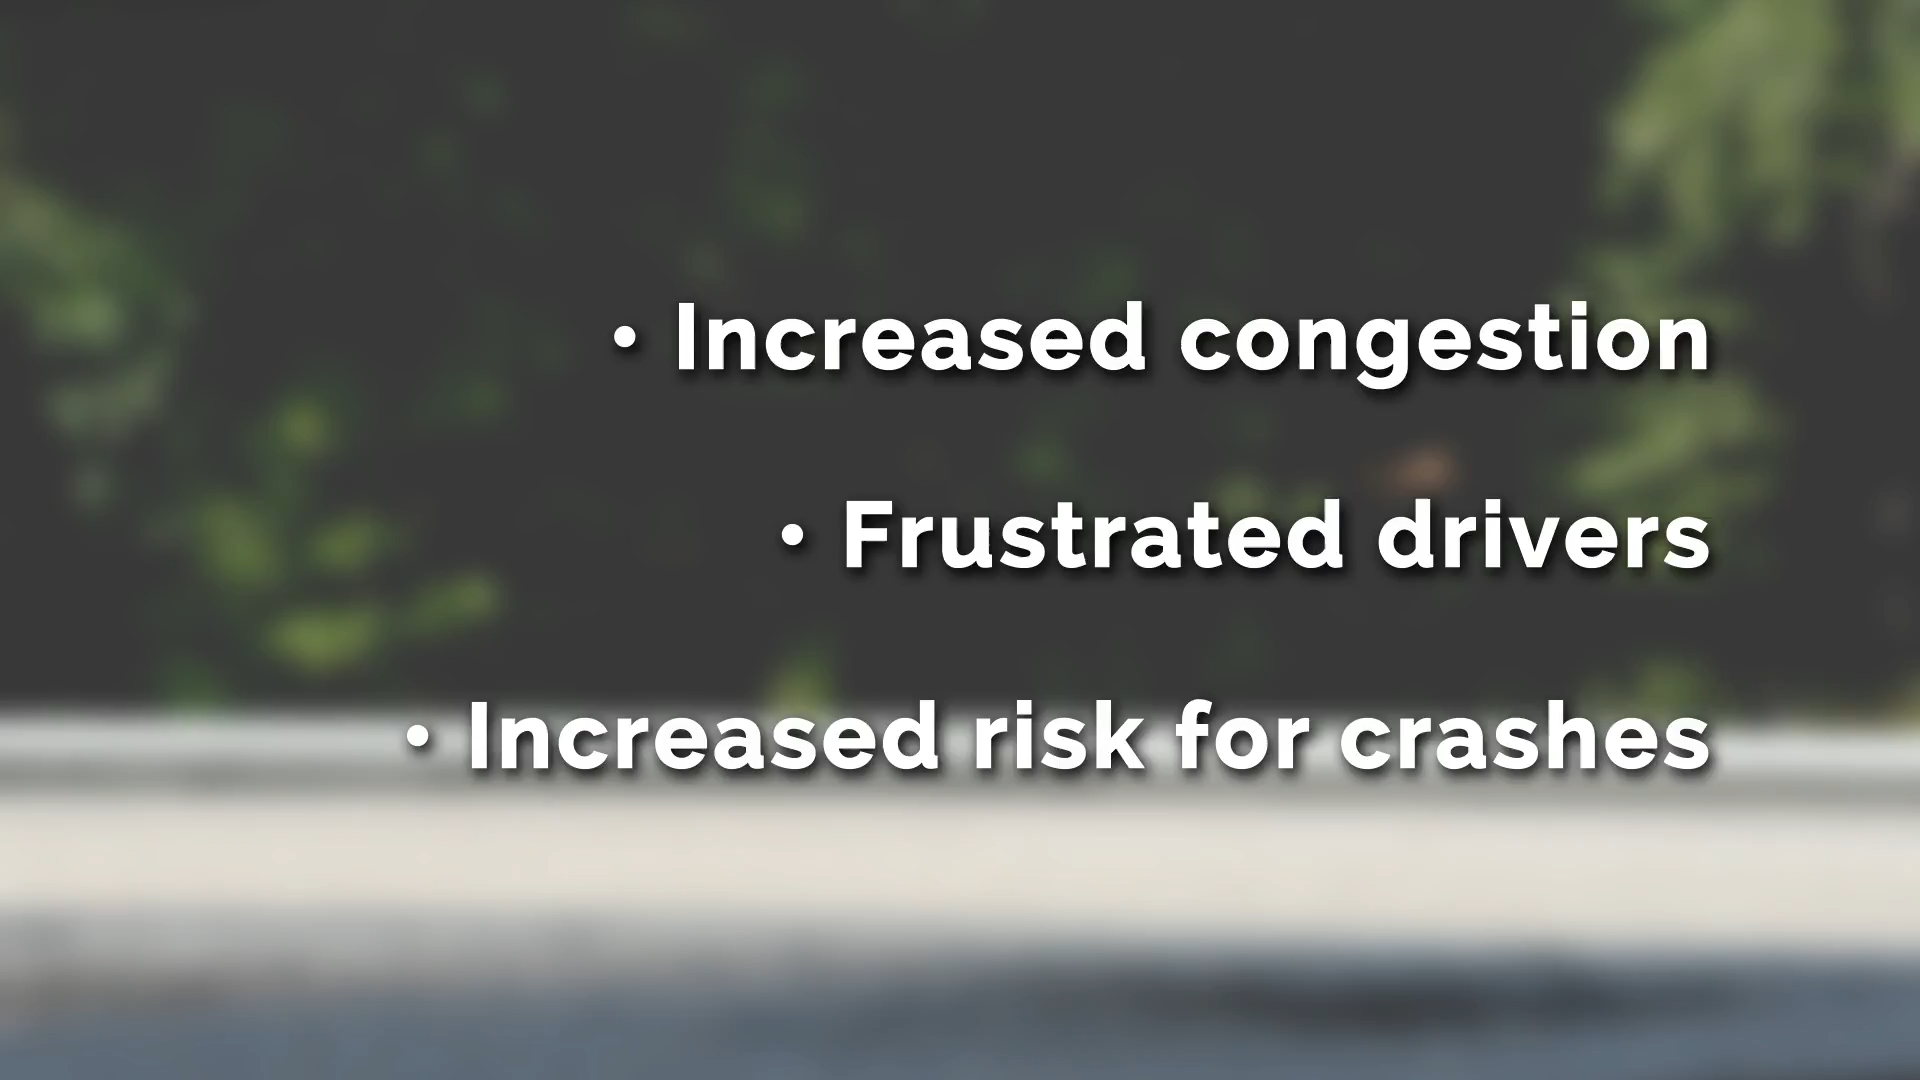 • Increased congestion
• Frustrated drivers
• Increased risk for crashes